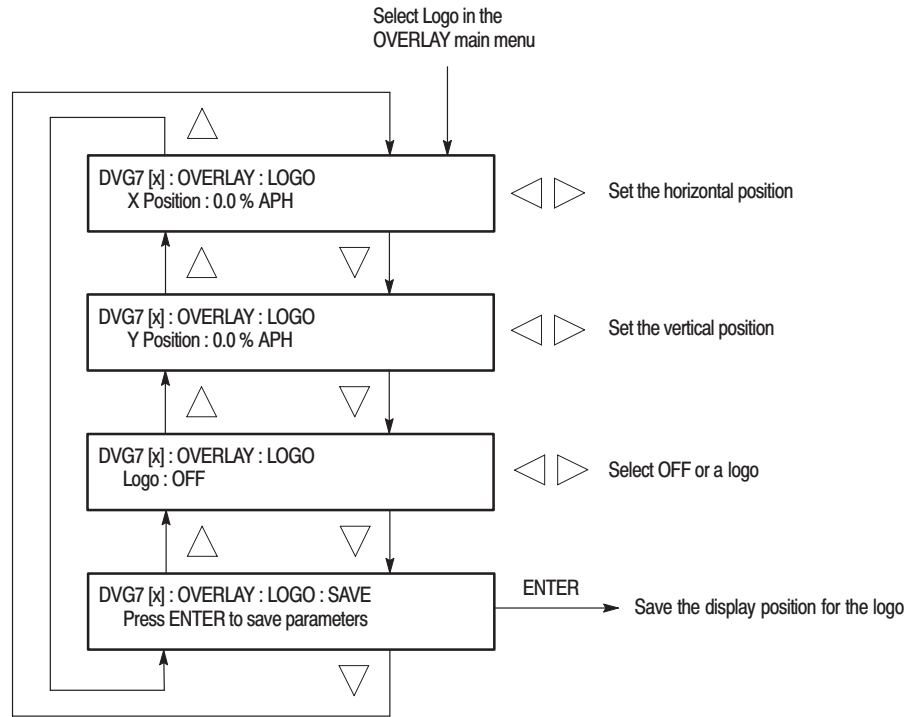 Select Logo in the
OVERLAY main menu
DVG7 [x] : OVERLAY : LOGO
X Position : 0.0 % APH
Set the horizontal position
DVG7 [x] : OVERLAY : LOGO
Y Position : 0.0 % APH
Set the vertical position
DVG7 [x] : OVERLAY : LOGO
Logo : OFF
Select OFF or a logo
DVG7 [x] : OVERLAY : LOGO : SAVE
Press ENTER to save parameters
ENTER
Save the display position for the logo